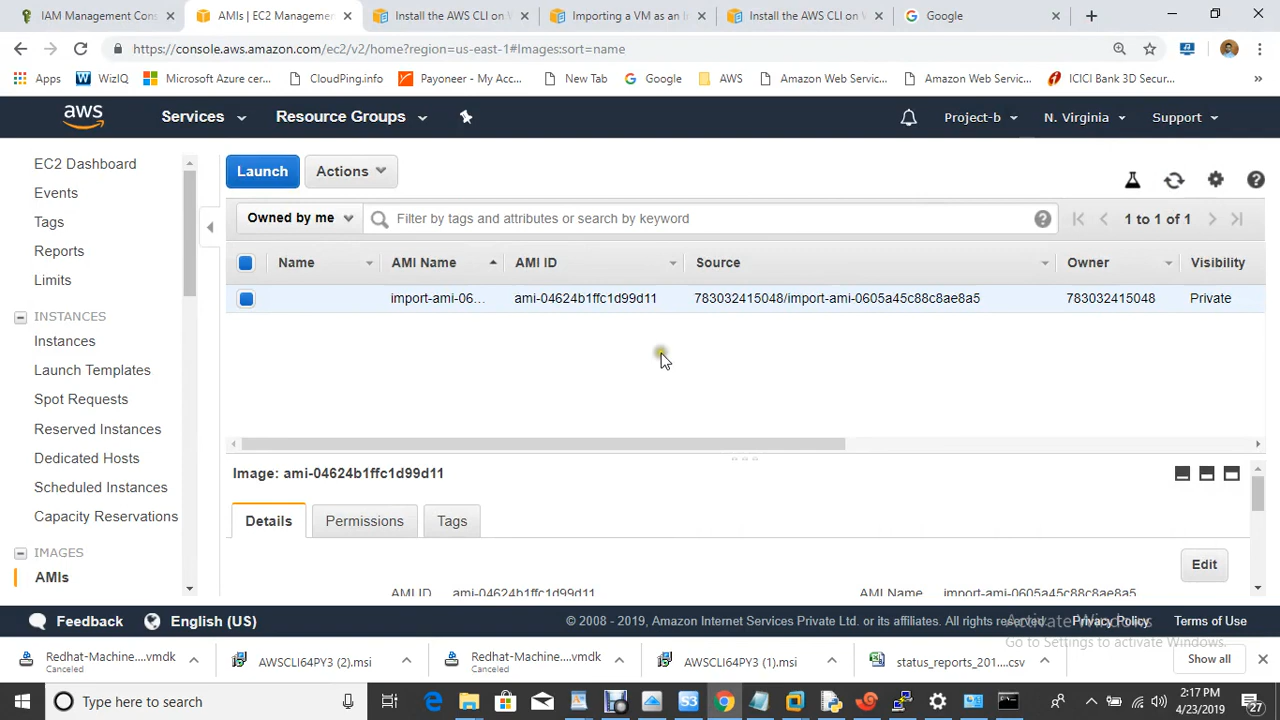 IAM Management Cons
AMIs | EC2 Managemen
Install the AWS CLI on V
Importing a VM as an I
Install the AWS CLI on V
Google
https://console.aws.amazon.com/ec2/v2/home?region=us-east-1#Images:sort=name
Apps
WizIQ
Microsoft Azure cer...
CloudPing.info
Payoneer - My Acc...
New Tab
Google
AWS
Amazon Web Servic...
Amazon Web Servic...
ICICI Bank 3D Secur...
aws
Services
Resource Groups
Project-b
N. Virginia
Support
EC2 Dashboard
Events
Tags
Reports
Limits
INSTANCES
Instances
Launch Templates
Spot Requests
Reserved Instances
Dedicated Hosts
Scheduled Instances
Capacity Reservations
IMAGES
AMIs
Launch
Actions
Owned by me
Filter by tags and attributes or search by keyword
1 to 1 of 1
Name AMI Name AMI ID Source Owner Visibility
import-ami-06... ami-04624b1ffc1d99d11 783032415048/import-ami-0605a45c88c8ae8a5 783032415048 Private
Image: ami-04624b1ffc1d99d11
Details
Permissions
Tags
Edit
AMI ID ami-04624b1ffc1d99d11 AMI Name import-ami-0605a45c88c8ae8a5
Feedback
English (US)
© 2008 - 2019, Amazon Internet Services Private Ltd. or its affiliates. All rights reserved.
Privacy Policy
Terms of Use
Activate Windows
Go to Settings to activate Windows.
Redhat-Machine....vmdk
Canceled
AWSCLI64PY3 (2).msi
Redhat-Machine....vmdk
Canceled
AWSCLI64PY3 (1).msi
status_reports_201....csv
Show all
Type here to search
2:17 PM
4/23/2019
27